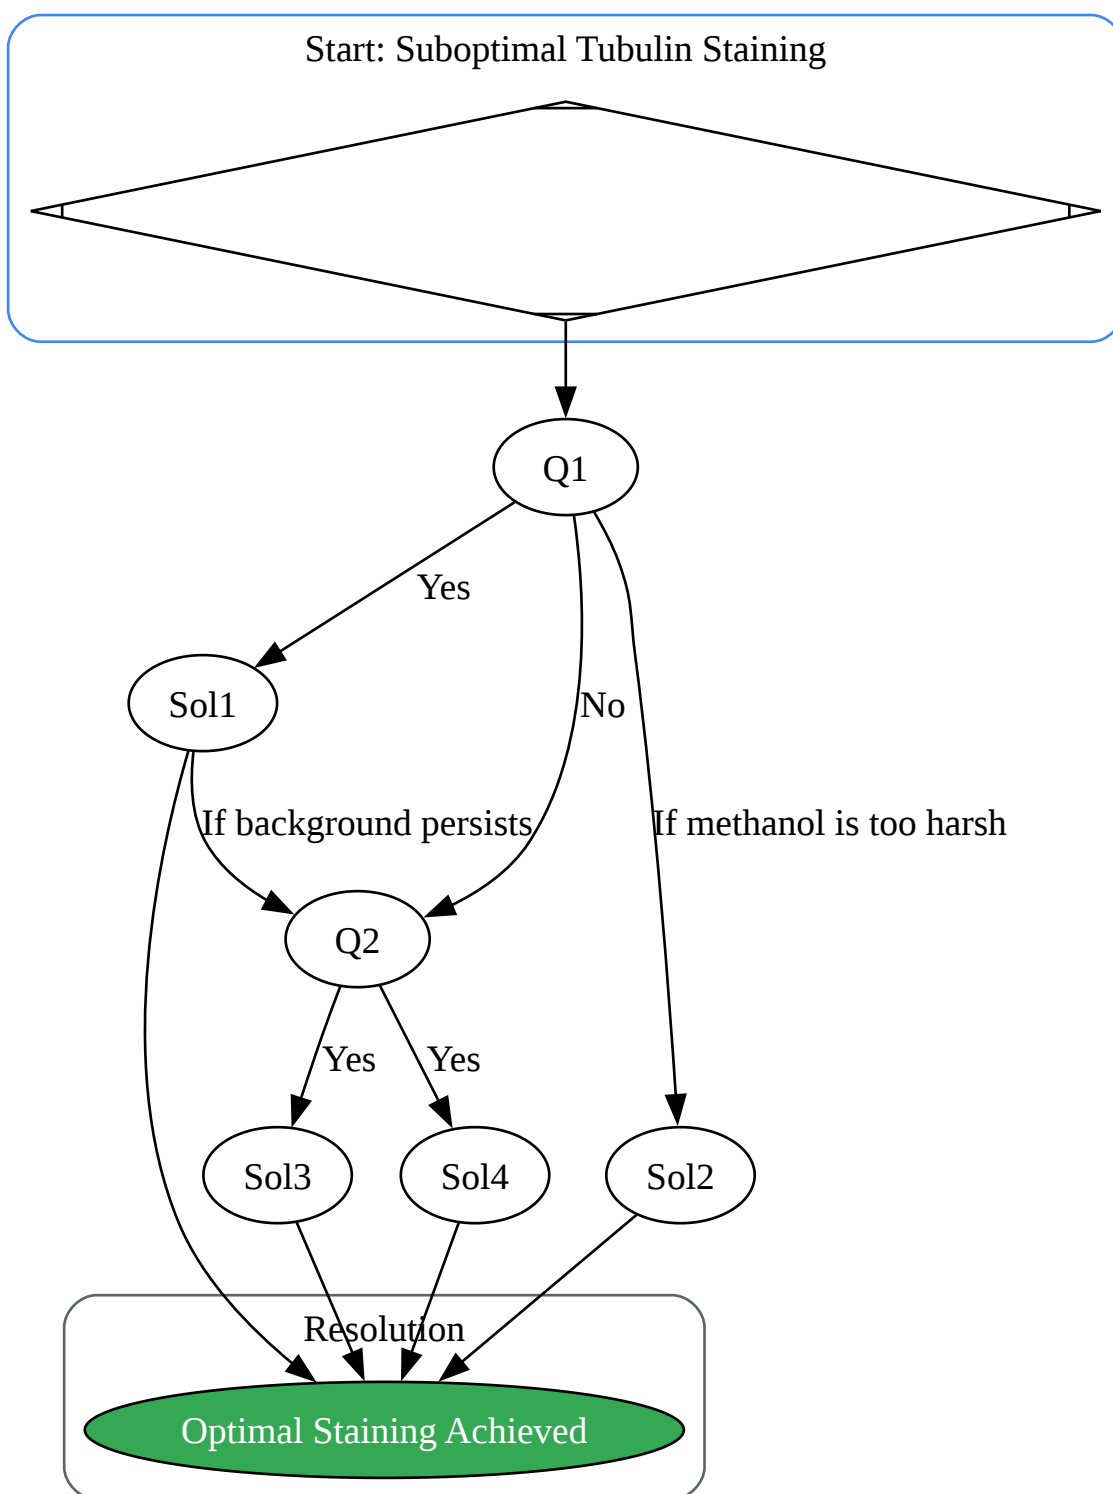 Start: Suboptimal Tubulin Staining
Q1
Yes
Sol1
No
If background persists
If methanol is too harsh
Q2
Yes
Yes
Sol3
Sol4
Sol2
Resolution
Optimal Staining Achieved